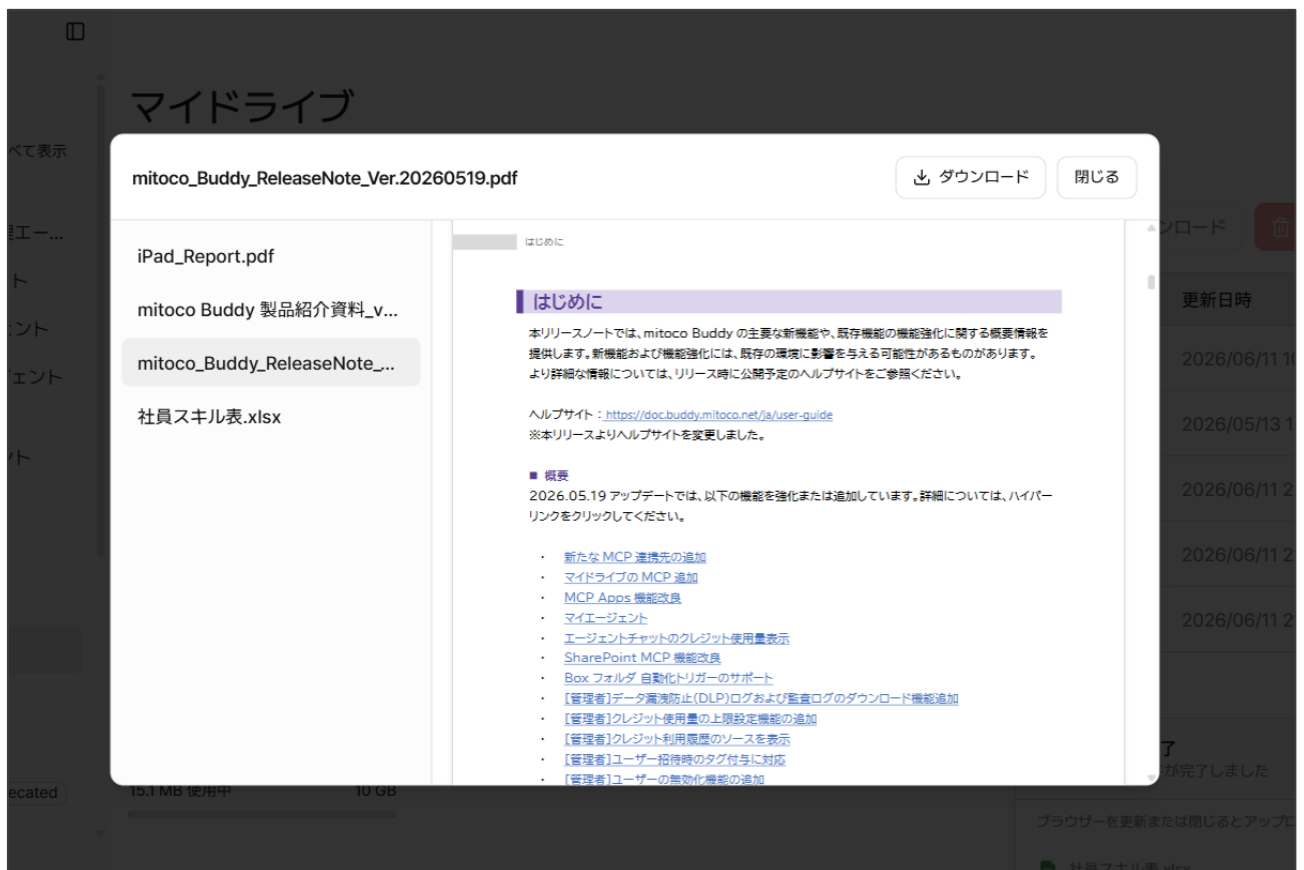 マイドライブ
べて表示
mitoco_Buddy_ReleaseNote_Ver.20260519.pdf
ダウンロード
閉じる
iPad_Report.pdf
mitoco Buddy 製品紹介資料_v...
mitoco_Buddy_ReleaseNote_...
社員スキル表.xlsx
はじめに
はじめに
本リリースノートでは、mitoco Buddy の主要な新機能や、既存機能の機能強化に関する概要情報を
提供します。新機能および機能強化には、既存の環境に影響を与える可能性があるものがあります。
より詳細な情報については、リリース時に公開予定のヘルプサイトをご参照ください。
ヘルプサイト：https://doc.buddy.mitoco.net/ja/user-guide
※本リリースよりヘルプサイトを変更しました。
■ 概要
2026.05.19 アップデートでは、以下の機能を強化または追加しています。詳細については、ハイパー
リンクをクリックしてください。
・ 新たな MCP 連携先の追加
・ マイドライブの MCP 追加
・ MCP Apps 機能改良
・ マイエージェント
・ エージェントチャットのクレジット使用量表示
・ SharePoint MCP 機能改良
・ Box フォルダ 自動化トリガーのサポート
・ [管理者]データ漏洩防止(DLP)ログおよび監査ログのダウンロード機能追加
・ [管理者]クレジット使用量の上限設定機能の追加
・ [管理者]クレジット利用履歴のソースを表示
・ [管理者]ユーザー招待時のタグ付与に対応
・ [管理者]ユーザーの無効化機能の追加
理エー...
ト
ェント
ェント
ント
ecated
15.1 MB 使用中
10 GB
ンロード
更新日時
2026/06/11 1
2026/05/13 1
2026/06/11 2
2026/06/11 2
2026/06/11 2
了
が完了しました
ブラウザーを更新または閉じるとアップ
社員スキル表.xlsx